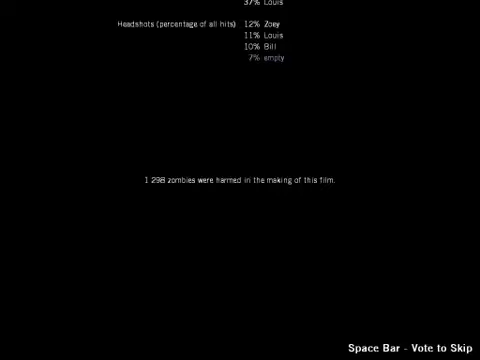 37% Louis
Headshots (percentage of all hits) 12% Zoey
11% Louis
10% Bill
7% empty
1 298 zombies were harmed in the making of this film.
Space Bar - Vote to Skip